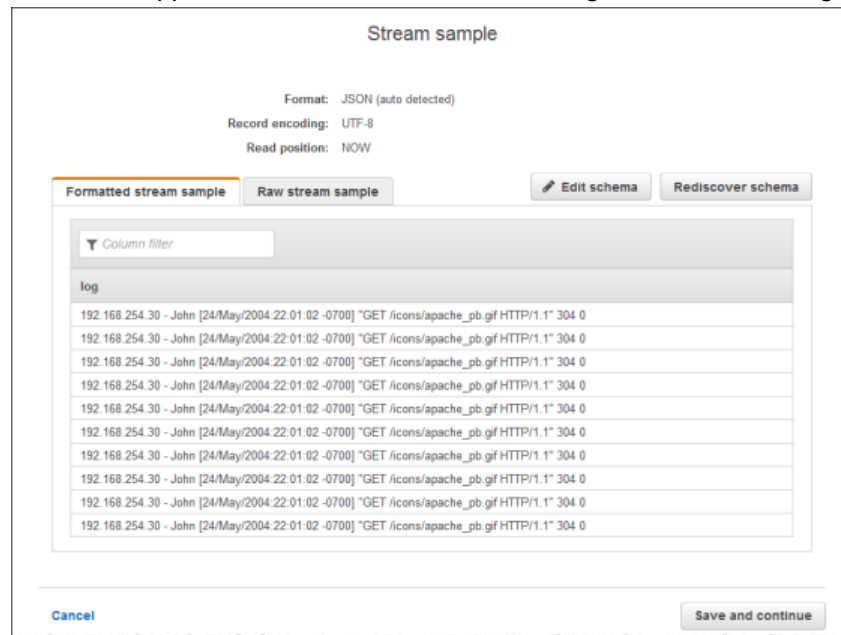 Stream sample
Format: JSON (auto detected)
Record encoding: UTF-8
Read position: NOW
Formatted stream sample Raw stream sample Edit schema Rediscover schema
Column filter
log
192.168.254.30 - John [24/May/2004:22:01:02 -0700] "GET /icons/apache_pb.gif HTTP/1.1" 304 0
192.168.254.30 - John [24/May/2004:22:01:02 -0700] "GET /icons/apache_pb.gif HTTP/1.1" 304 0
192.168.254.30 - John [24/May/2004:22:01:02 -0700] "GET /icons/apache_pb.gif HTTP/1.1" 304 0
192.168.254.30 - John [24/May/2004:22:01:02 -0700] "GET /icons/apache_pb.gif HTTP/1.1" 304 0
192.168.254.30 - John [24/May/2004:22:01:02 -0700] "GET /icons/apache_pb.gif HTTP/1.1" 304 0
192.168.254.30 - John [24/May/2004:22:01:02 -0700] "GET /icons/apache_pb.gif HTTP/1.1" 304 0
192.168.254.30 - John [24/May/2004:22:01:02 -0700] "GET /icons/apache_pb.gif HTTP/1.1" 304 0
192.168.254.30 - John [24/May/2004:22:01:02 -0700] "GET /icons/apache_pb.gif HTTP/1.1" 304 0
192.168.254.30 - John [24/May/2004:22:01:02 -0700] "GET /icons/apache_pb.gif HTTP/1.1" 304 0
192.168.254.30 - John [24/May/2004:22:01:02 -0700] "GET /icons/apache_pb.gif HTTP/1.1" 304 0
Cancel Save and continue